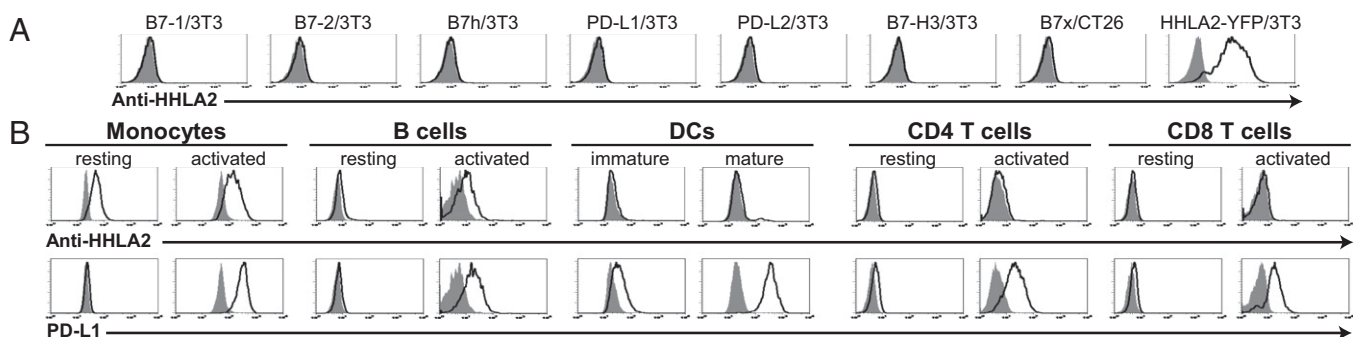 A
B7-1/3T3 B7-2/3T3 B7h/3T3 PD-L1/3T3 PD-L2/3T3 B7-H3/3T3 B7x/CT26 HHLA2-YFP/3T3
Anti-HHLA2
B
Monocytes B cells DCs CD4 T cells CD8 T cells
resting activated resting activated immature mature resting activated resting activated
Anti-HHLA2
PD-L1